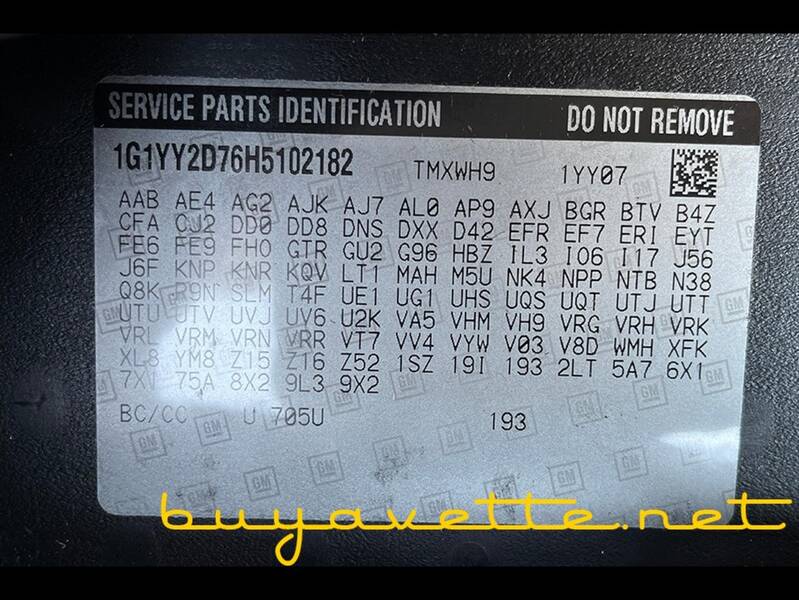 SERVICE PARTS IDENTIFICATION DO NOT REMOVE
1G1YY2D76H5102182 TMXWH9 1YY07
AAB AE4 AG2 AJK AJ7 AL0 AP9 AXJ BGR BTV B4Z
CFA CJ2 DD0 DD8 DNS DXX D42 EFR EF7 ERI EYT
FE6 FE9 FHO GTR GU2 G96 HBZ IL3 IO6 I17 J56
J6F KNP KNR KQV LT1 MAH M5U NK4 NPP NTB N38
Q8K R9N SLM T4F UE1 UG1 UHS UQS UQT UTJ UTT
UTU UTV UVJ UV6 U2K VA5 VHM VH9 VRG VRH VRK
VRL VRM VRN VRR VT7 VV4 VYW V03 V8D WMH XFK
XL8 YM8 Z15 Z16 Z52 1SZ 19I 193 2LT 5A7 6X1
7X1 75A 8X2 9L3 9X2
BC/CC U 705U 193
buyavette.net